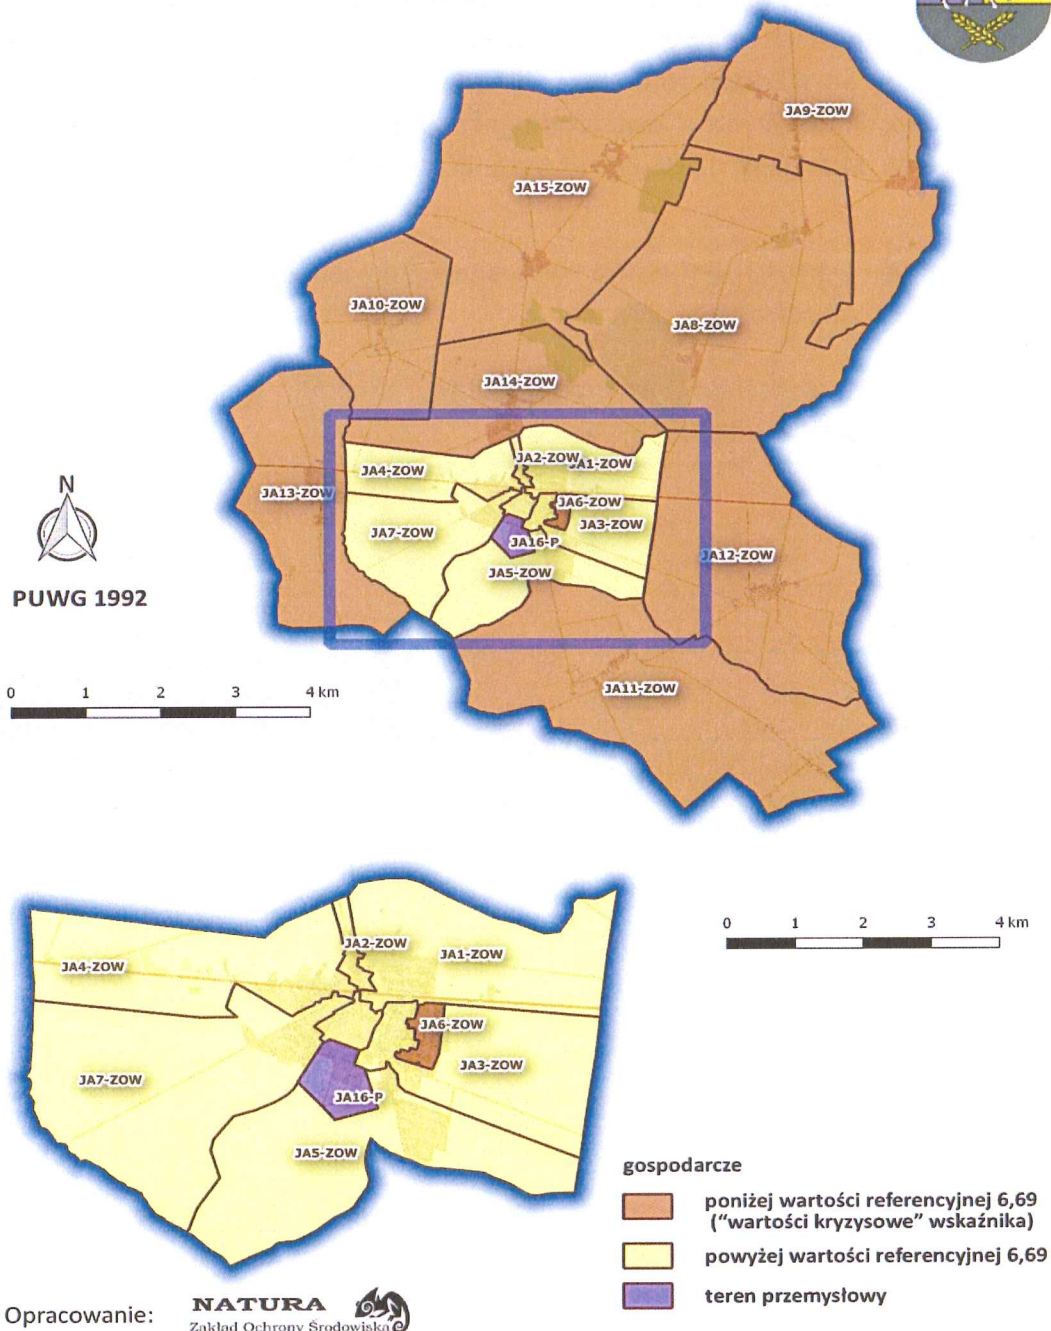 JA9-ZOW
JA15-ZOW
JA10-ZOW
JA8-ZOW
JA14-ZOW
JA2-ZOW
JA1-ZOW
JA4-ZOW
JA13-ZOW
JA6-ZOW
JA3-ZOW
JA7-ZOW
JA16-P
JA12-ZOW
JA5-ZOW
JA11-ZOW
N
PUWG 1992
0 1 2 3 4 km
0 1 2 3 4 km
JA2-ZOW
JA1-ZOW
JA4-ZOW
JA6-ZOW
JA3-ZOW
JA7-ZOW
JA16-P
JA5-ZOW
gospodarcze
poniżej wartości referencyjnej 6,69
("wartości kryzysowe" wskaźnika)
powyżej wartości referencyjnej 6,69
teren przemysłowy
Opracowanie:
NATURA
Zakład Ochrony Środowiska